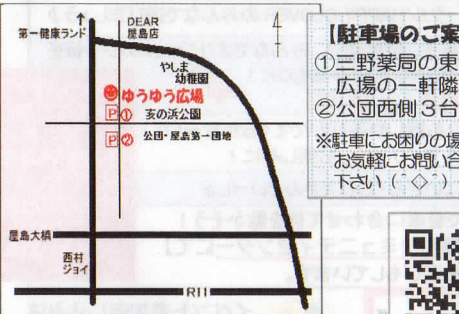 ↑
第一健康ランド
DEAR
屋島店
4
やしま
幼稚園
ゆうゆう広場
P① 亥の浜公園
P② 公団・屋島第一団地
屋島大橋
西村
ジョイ
R11
【駐車場のご案
①三野薬局の東
広場の一軒隣
②公団西側3台
※駐車にお困りの場
お気軽にお問い合
下さい(^◇^)